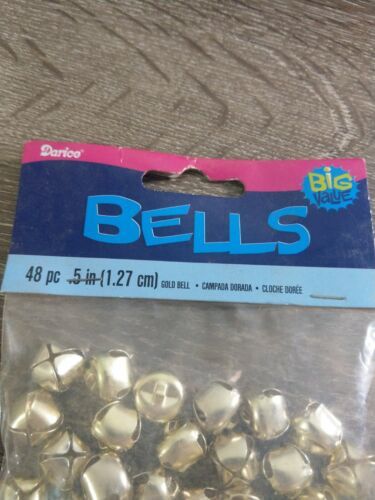 Darice
BIG
Value
BELLS
48 pc .5 in (1.27 cm) GOLD BELL • CAMPADA DORADA • CLOCHE DORÉE